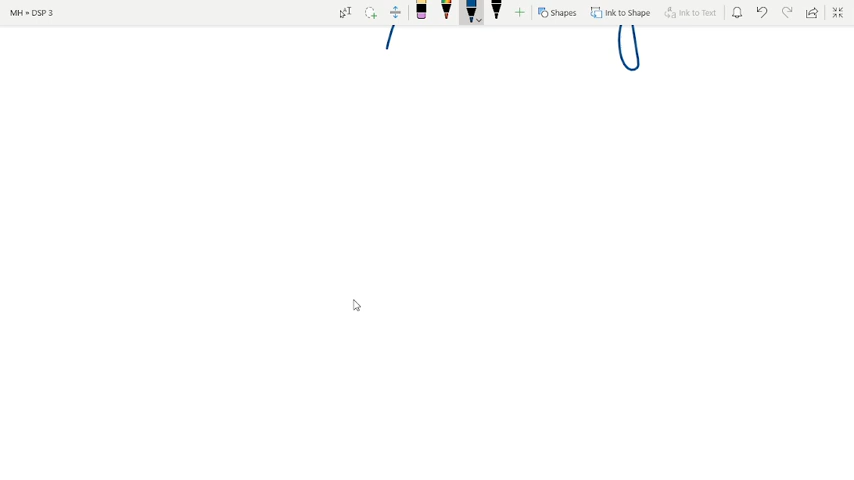 MH » DSP 3
Shapes
Ink to Shape
Ink to Text